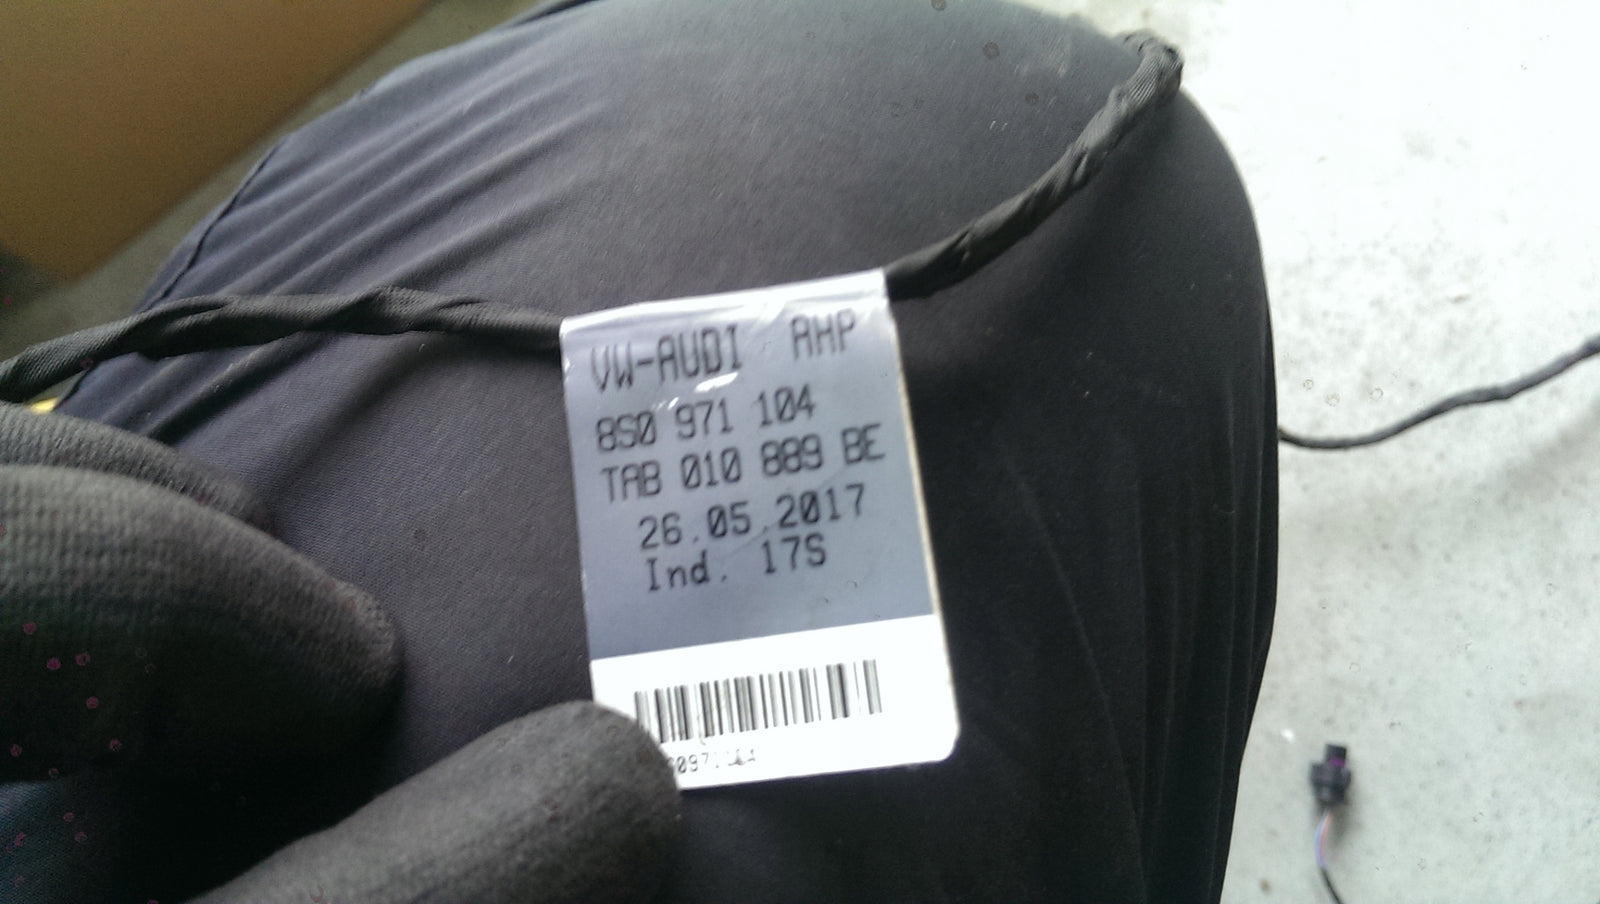 VW-AUDI AHP
8S0 971 104
TAB 010 889 BE
26.05.2017
Ind. 17S